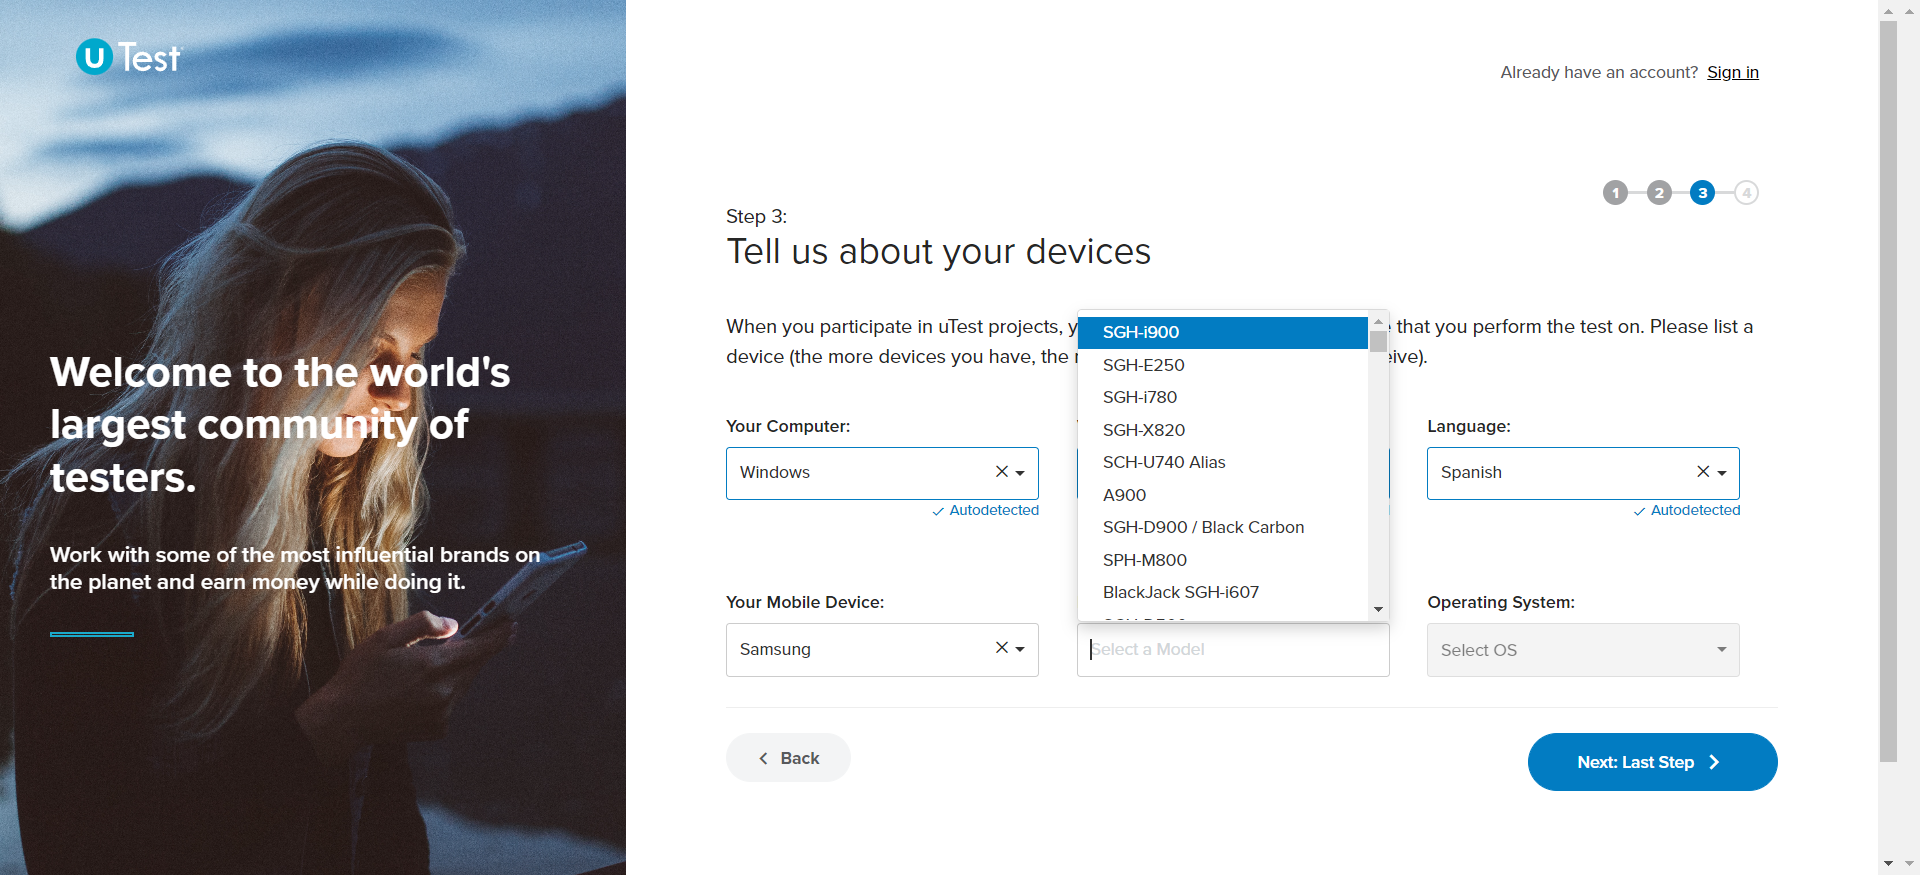 U Test
Already have an account? Sign in
1 2 3 4
Step 3:
Tell us about your devices
When you participate in uTest projects, y that you perform the test on. Please list a
device (the more devices you have, the eive).
Welcome to the world's
largest community of
testers.
Work with some of the most influential brands on
the planet and earn money while doing it.
Your Computer:
Windows
Autodetected
SGH-i900
SGH-E250
SGH-i780
SGH-X820
SCH-U740 Alias
A900
SGH-D900 / Black Carbon
SPH-M800
BlackJack SGH-i607
Language:
Spanish
Autodetected
Your Mobile Device:
Samsung
Select a Model
Operating System:
Select OS
Back
Next: Last Step